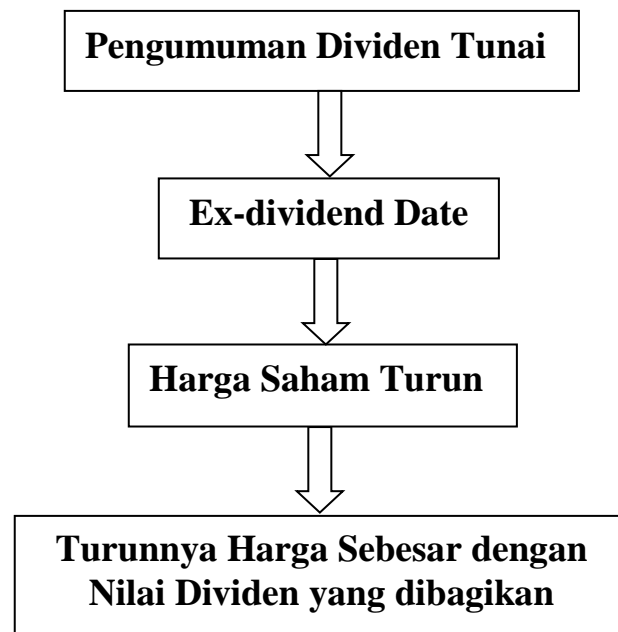 Pengumuman Dividen Tunai
Ex-dividend Date
Harga Saham Turun
Turunnya Harga Sebesar dengan
Nilai Dividen yang dibagikan